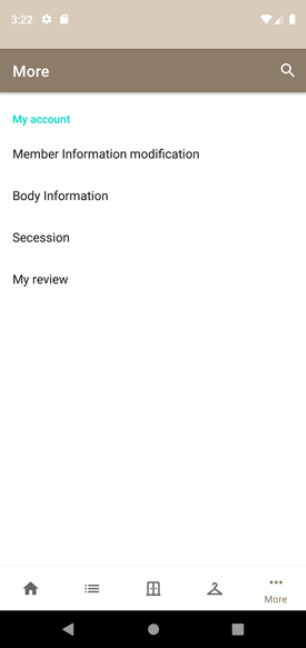 3:22
More
My account
Member Information modification
Body Information
Secession
My review
More